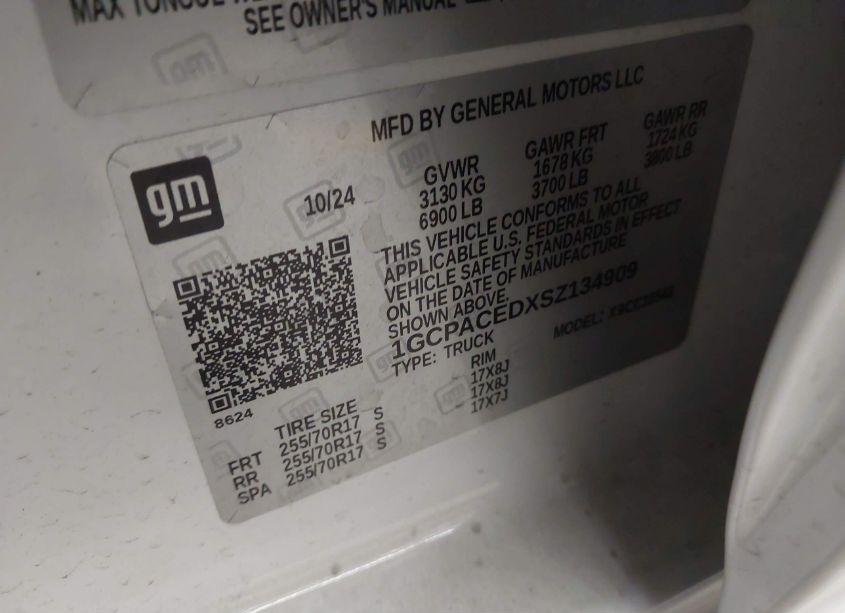 MAX TONGUE
SEE OWNER'S MANUAL
MFD BY GENERAL MOTORS LLC
gm
10/24
GVWR GAWR FRT GAWR RR
3130 KG 1678 KG 1724 KG
6900 LB 3700 LB 3800 LB
THIS VEHICLE CONFORMS TO ALL
APPLICABLE U.S. FEDERAL MOTOR
VEHICLE SAFETY STANDARDS IN EFFECT
ON THE DATE OF MANUFACTURE
SHOWN ABOVE.
1GCPACEDXSZ134909
TYPE: TRUCK MODEL:
8624
TIRE SIZE RIM
FRT 255/70R17 S 17X8J
RR 255/70R17 S 17X8J
SPA 255/70R17 S 17X7J